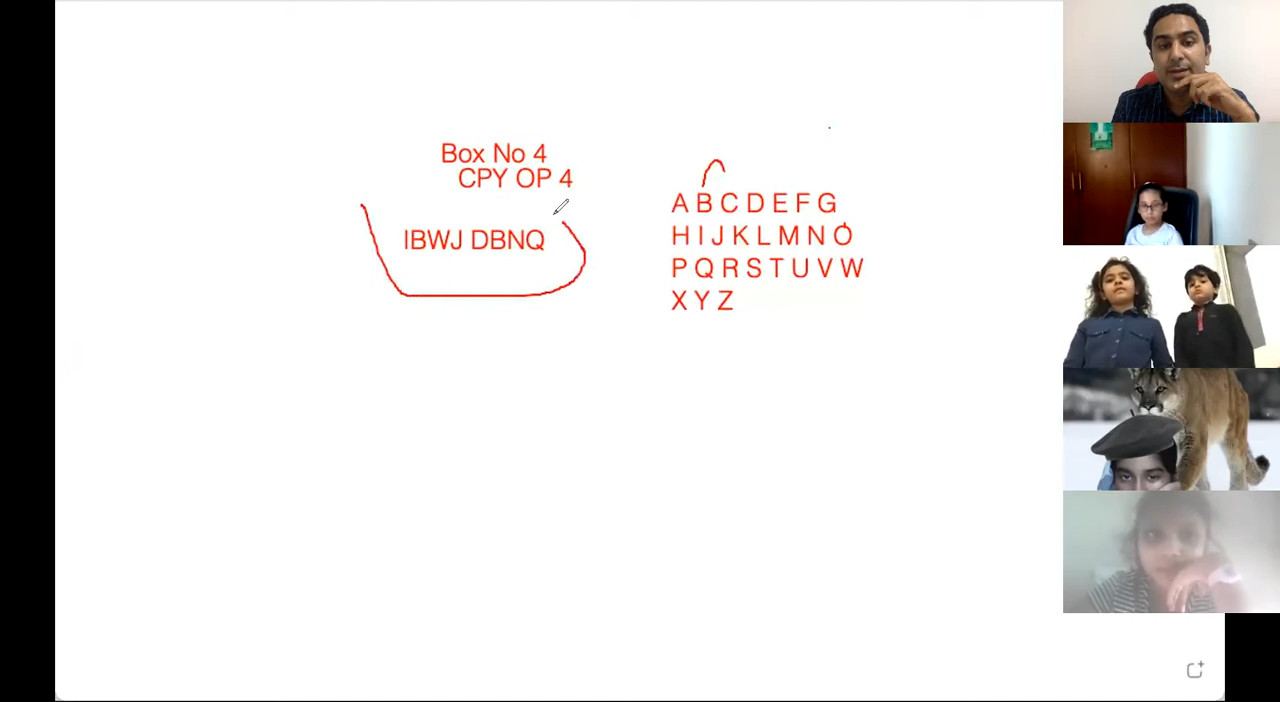 Box No 4
CPY OP 4
IBWJ DBNQ
A B C D E F G
H I J K L M N O
P Q R S T U V W
X Y Z